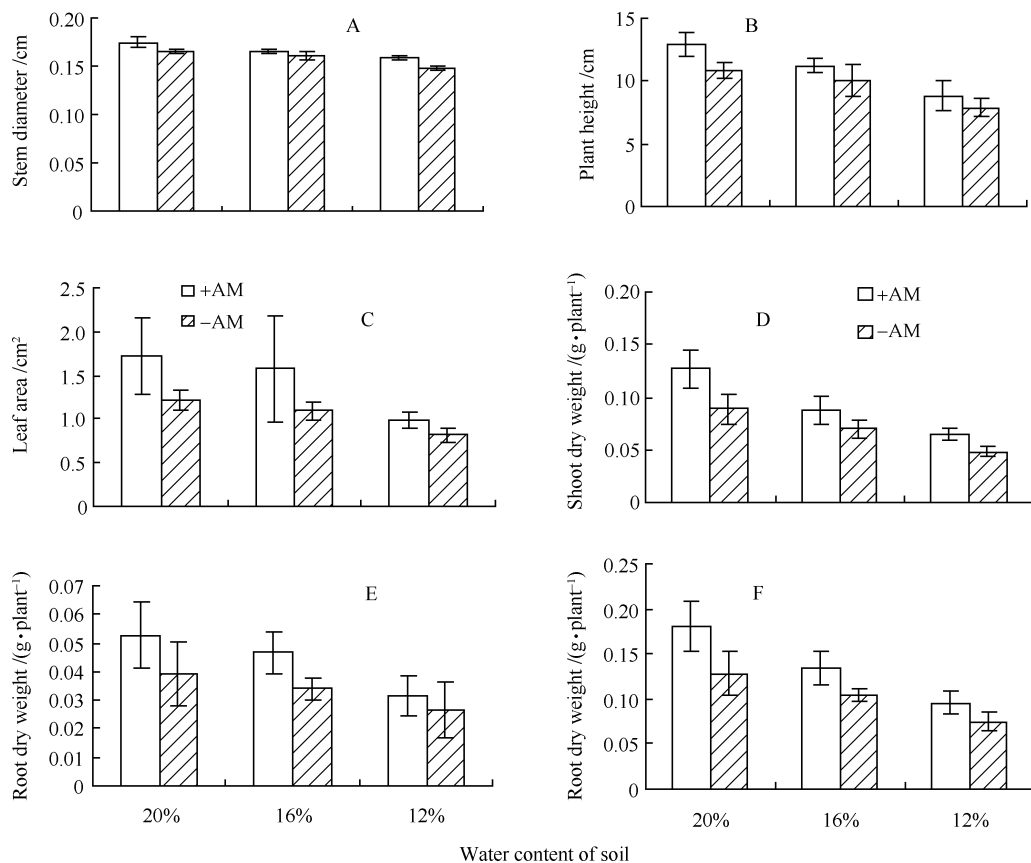 A
Stem diameter /cm
0.20
0.15
0.10
0.05
0
B
Plant height /cm
15
10
5
0
C
Leaf area /cm²
2.5
2.0
1.5
1.0
0.5
0
+AM
−AM
D
Shoot dry weight /(g•plant⁻¹)
0.20
0.15
0.10
0.05
0
+AM
−AM
E
Root dry weight /(g•plant⁻¹)
0.07
0.06
0.05
0.04
0.03
0.02
0.01
0
20% 16% 12%
F
Root dry weight /(g•plant⁻¹)
0.25
0.20
0.15
0.10
0.05
0
20% 16% 12%
Water content of soil